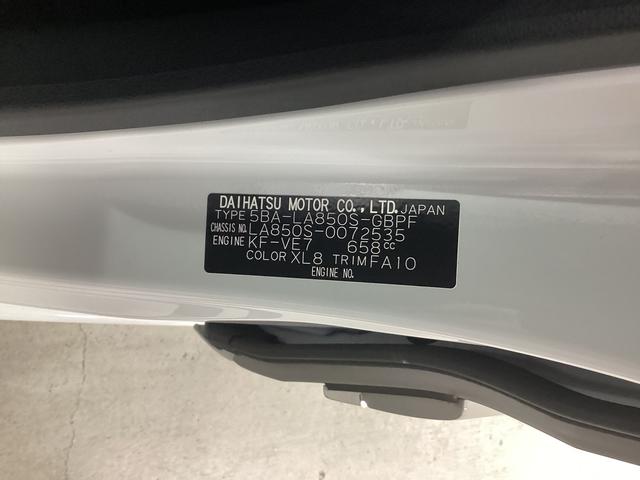 DAIHATSU MOTOR CO.,LTD. JAPAN
TYPE 5BA-LA850S-GBPF
CHASSIS NO. LA850S-0072535
ENGINE KF-VE7 658cc
COLOR XL8 TRIM FA10
ENGINE NO.